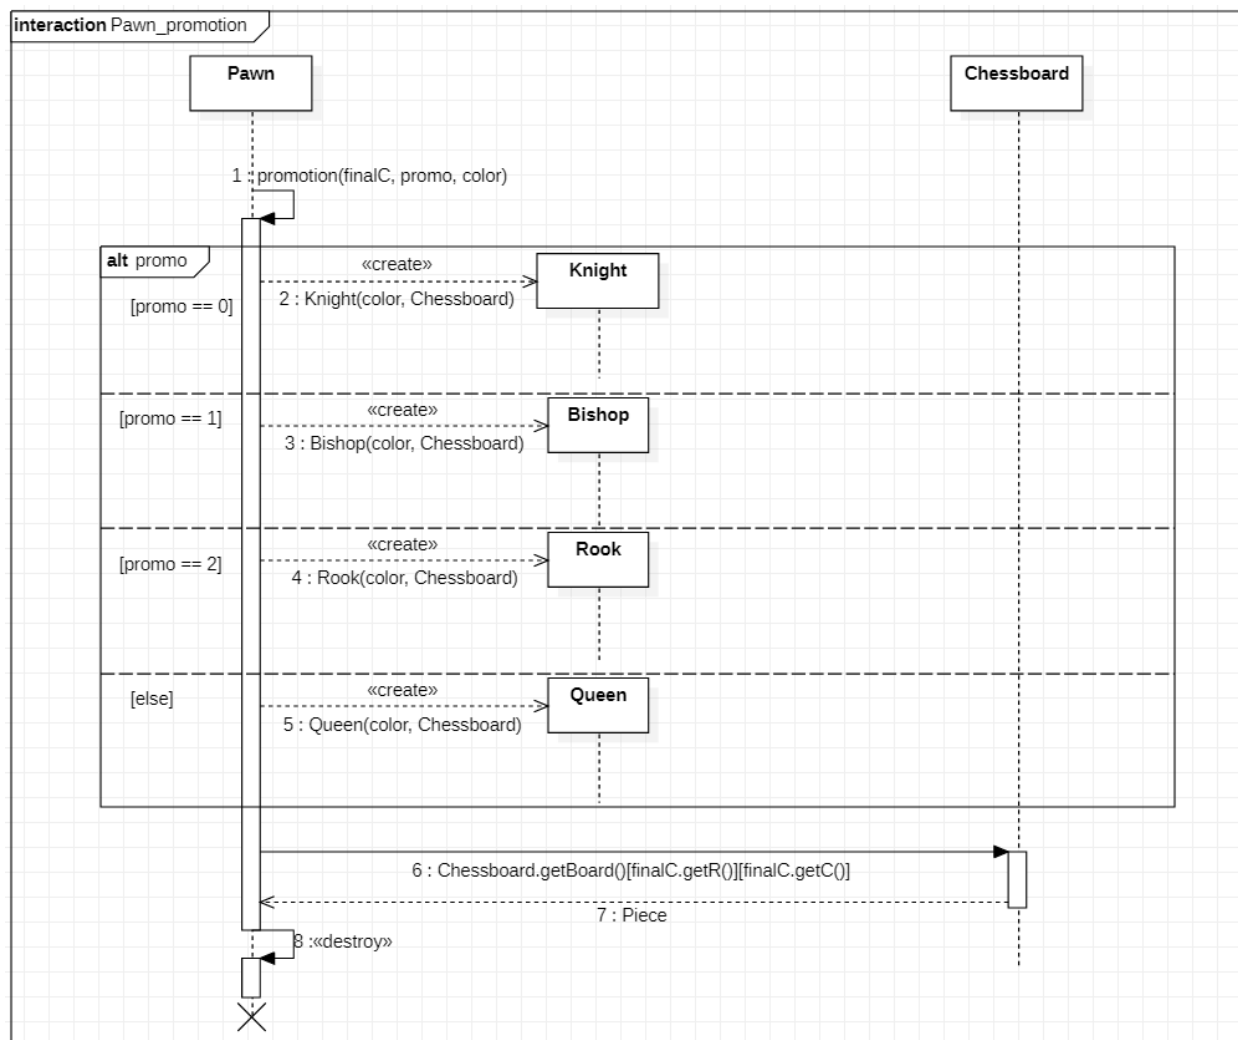 interaction Pawn_promotion
Pawn
Chessboard
1 : promotion(finalC, promo, color)
alt promo
[promo == 0]
«create»
2 : Knight(color, Chessboard)
Knight
[promo == 1]
«create»
3 : Bishop(color, Chessboard)
Bishop
[promo == 2]
«create»
4 : Rook(color, Chessboard)
Rook
[else]
«create»
5 : Queen(color, Chessboard)
Queen
6 : Chessboard.getBoard()[finalC.getR()][finalC.getC()]
7 : Piece
8 :«destroy»